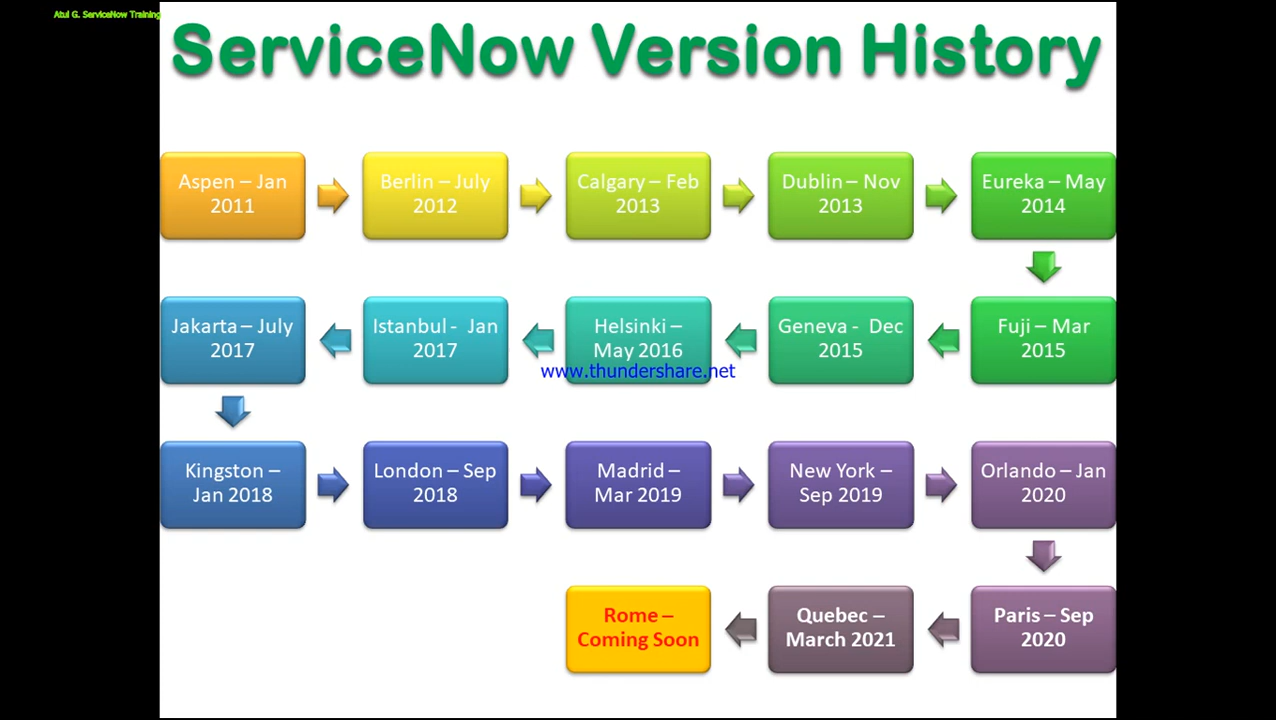 Atul G. ServiceNow Training
ServiceNow Version History
Aspen – Jan
2011
Berlin – July
2012
Calgary – Feb
2013
Dublin – Nov
2013
Eureka – May
2014
Fuji – Mar
2015
Geneva - Dec
2015
Helsinki –
May 2016
www.thundershare.net
Istanbul - Jan
2017
Jakarta – July
2017
Kingston –
Jan 2018
London – Sep
2018
Madrid –
Mar 2019
New York –
Sep 2019
Orlando – Jan
2020
Paris – Sep
2020
Quebec –
March 2021
Rome –
Coming Soon